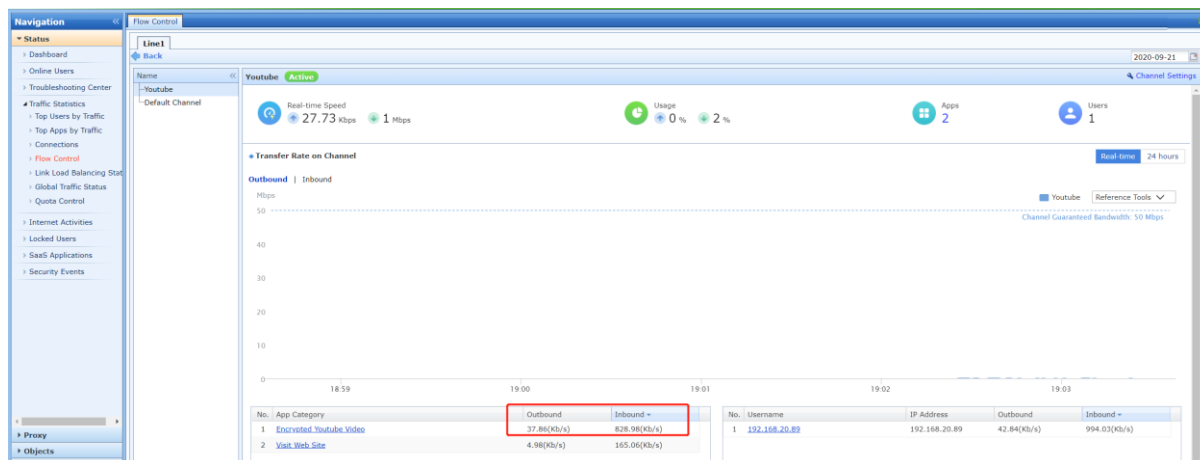 Navigation
Flow Control
Status
Dashboard
Online Users
Troubleshooting Center
Traffic Statistics
Top Users by Traffic
Top Apps by Traffic
Connections
Flow Control
Link Load Balancing Stat
Global Traffic Status
Quota Control
Internet Activities
Locked Users
SaaS Applications
Security Events
Proxy
Objects
Line1
Back
2020-09-21
Name
Youtube
Default Channel
Youtube Active
Channel Settings
Real-time Speed
27.73 Kbps 1 Mbps
Usage
0 % 2 %
Apps
2
Users
1
Transfer Rate on Channel
Real-time 24 hours
Outbound | Inbound
Mbps
Youtube Reference Tools
50
Channel Guaranteed Bandwidth: 50 Mbps
40
30
20
10
0
18:59 19:00 19:01 19:02 19:03
No. App Category Outbound Inbound
1 Encrypted Youtube Video 37.86(Kb/s) 828.98(Kb/s)
2 Visit Web Site 4.98(Kb/s) 165.06(Kb/s)
No. Username IP Address Outbound Inbound
1 192.168.20.89 192.168.20.89 42.84(Kb/s) 994.03(Kb/s)